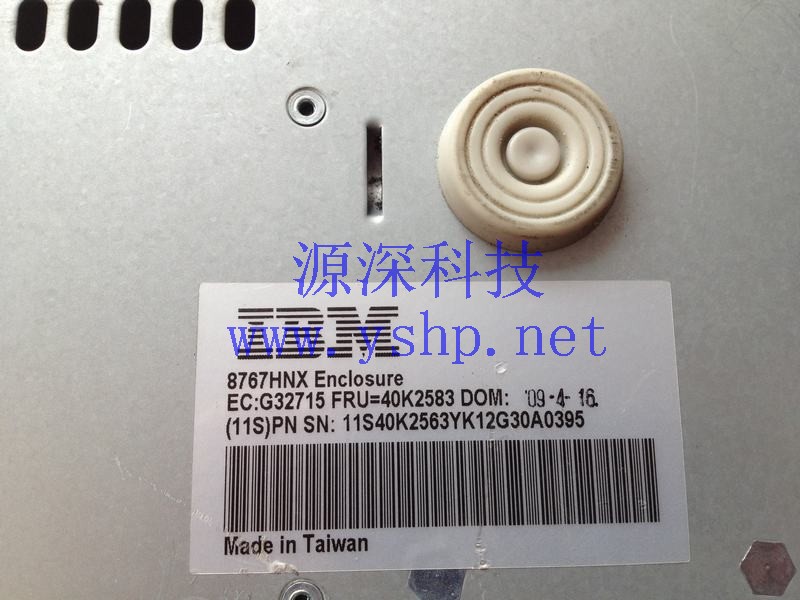 源深科技
IBM
www.yshp.net
8767HNX Enclosure
EC:G32715 FRU=40K2583 DOM: '09-4-16.
(11S)PN SN: 11S40K2563YK12G30A0395
Made in Taiwan